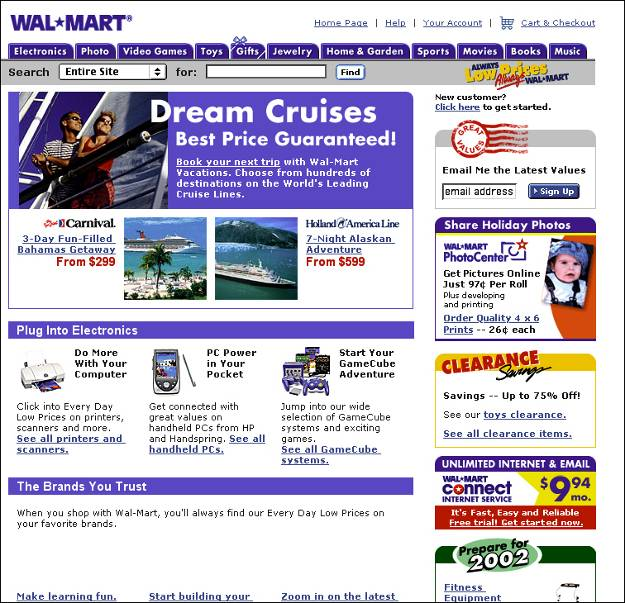 WAL★MART®
Home Page | Help | Your Account | Cart & Checkout
Electronics Photo Video Games Toys Gifts Jewelry Home & Garden Sports Movies Books Music
Search Entire Site for: Find
ALWAYS Low Prices Always WAL-MART
Dream Cruises
Best Price Guaranteed!
Book your next trip with Wal-Mart
Vacations. Choose from hundreds of
destinations on the World's Leading
Cruise Lines.
Carnival.
3-Day Fun-Filled
Bahamas Getaway
From $299
Holland America Line
7-Night Alaskan
Adventure
From $599
Plug Into Electronics
Do More
With Your
Computer
Click into Every Day
Low Prices on printers,
scanners and more.
See all printers and
scanners.
PC Power
in Your
Pocket
Get connected with
great values on
handheld PCs from HP
and Handspring. See all
handheld PCs.
Start Your
GameCube
Adventure
Jump into our wide
selection of GameCube
systems and exciting
games.
See all GameCube
systems.
The Brands You Trust
When you shop with Wal-Mart, you'll always find our Every Day Low Prices on
your favorite brands.
Make learning fun. Start building your Zoom in on the latest
New customer?
Click here to get started.
GREAT VALUES
Email Me the Latest Values
email address Sign Up
Share Holiday Photos
WAL-MART
PhotoCenter
Get Pictures Online
Just 97¢ Per Roll
Plus developing
and printing
Order Quality 4 x 6
Prints -- 26¢ each
CLEARANCE
Savings
Savings -- Up to 75% Off!
See our toys clearance.
See all clearance items.
UNLIMITED INTERNET & EMAIL
WAL★MART
connect
INTERNET SERVICE
$9.94
mo.
It's Fast, Easy and Reliable
Free trial! Get started now.
Prepare for
2002
Fitness
Equipment